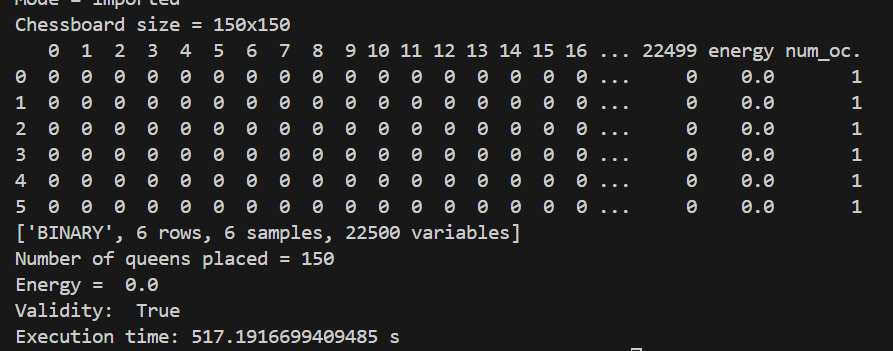 Mode = imported
Chessboard size = 150x150
0 1 2 3 4 5 6 7 8 9 10 11 12 13 14 15 16 ... 22499 energy num_oc.
0 0 0 0 0 0 0 0 0 0 0 0 0 0 0 0 0 0 ... 0 0.0 1
1 0 0 0 0 0 0 0 0 0 0 0 0 0 0 0 0 0 ... 0 0.0 1
2 0 0 0 0 0 0 0 0 0 0 0 0 0 0 0 0 0 ... 0 0.0 1
3 0 0 0 0 0 0 0 0 0 0 0 0 0 0 0 0 0 ... 0 0.0 1
4 0 0 0 0 0 0 0 0 0 0 0 0 0 0 0 0 0 ... 0 0.0 1
5 0 0 0 0 0 0 0 0 0 0 0 0 0 0 0 0 0 ... 0 0.0 1
['BINARY', 6 rows, 6 samples, 22500 variables]
Number of queens placed = 150
Energy =  0.0
Validity:  True
Execution time: 517.1916699409485 s